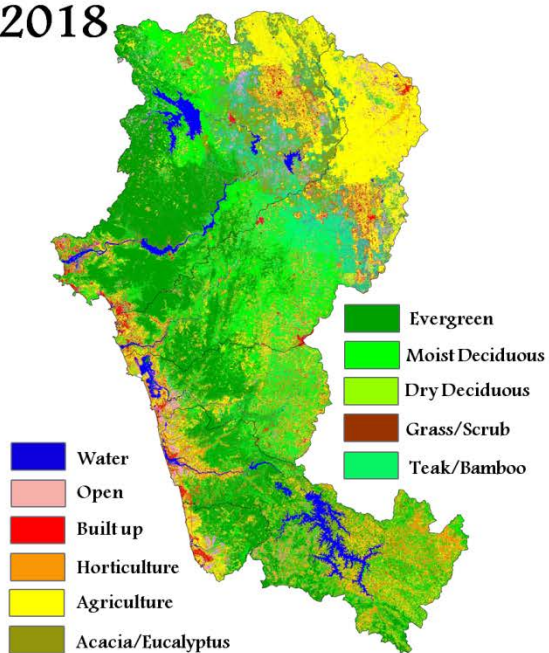 2018
Evergreen
Moist Deciduous
Dry Deciduous
Grass/Scrub
Teak/Bamboo
Water
Open
Built up
Horticulture
Agriculture
Acacia/Eucalyptus